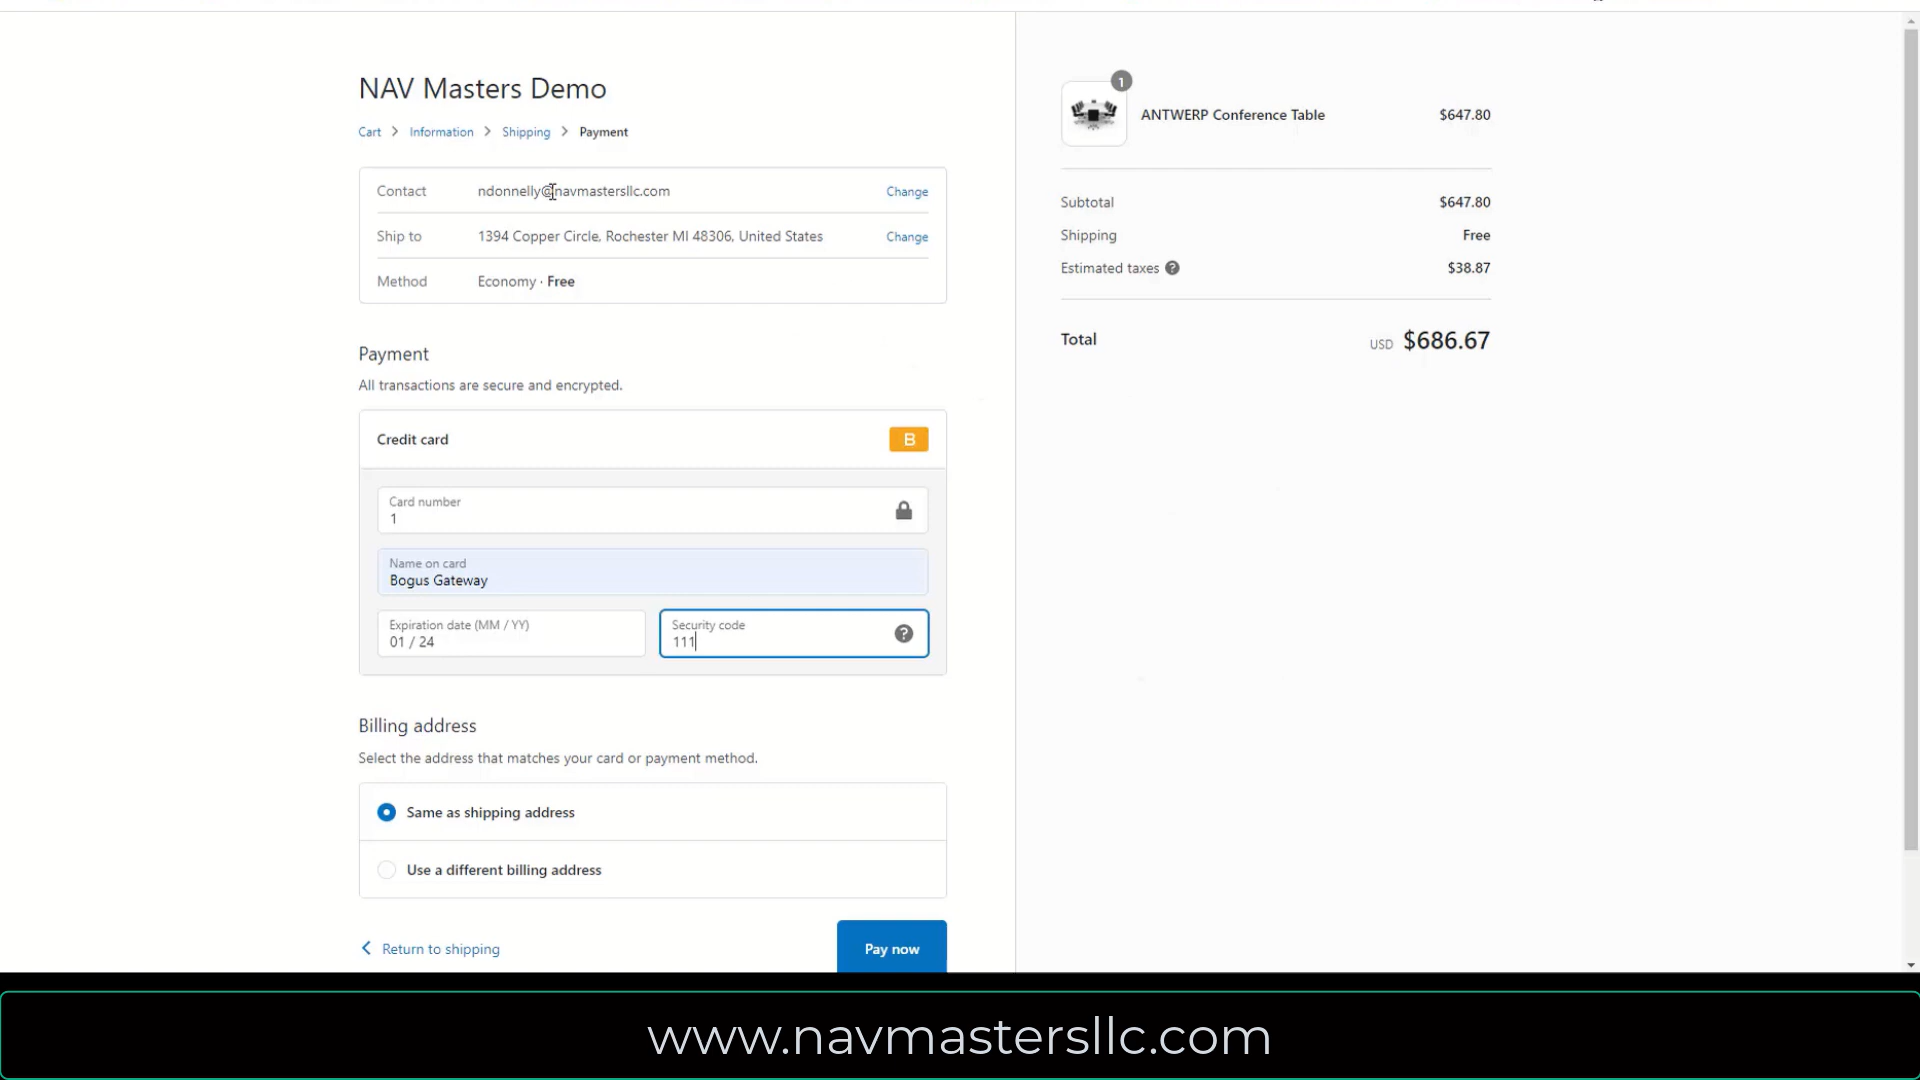 NAV Masters Demo
Cart > Information > Shipping > Payment
Contact ndonnelly@navmastersllc.com Change
Ship to 1394 Copper Circle, Rochester MI 48306, United States Change
Method Economy · Free
Payment
All transactions are secure and encrypted.
Credit card B
Card number
1
Name on card
Bogus Gateway
Expiration date (MM / YY)
01 / 24
Security code
111
?
Billing address
Select the address that matches your card or payment method.
Same as shipping address
Use a different billing address
Return to shipping
Pay now
1
ANTWERP Conference Table $647.80
Subtotal $647.80
Shipping Free
Estimated taxes ? $38.87
Total USD $686.67
www.navmastersllc.com